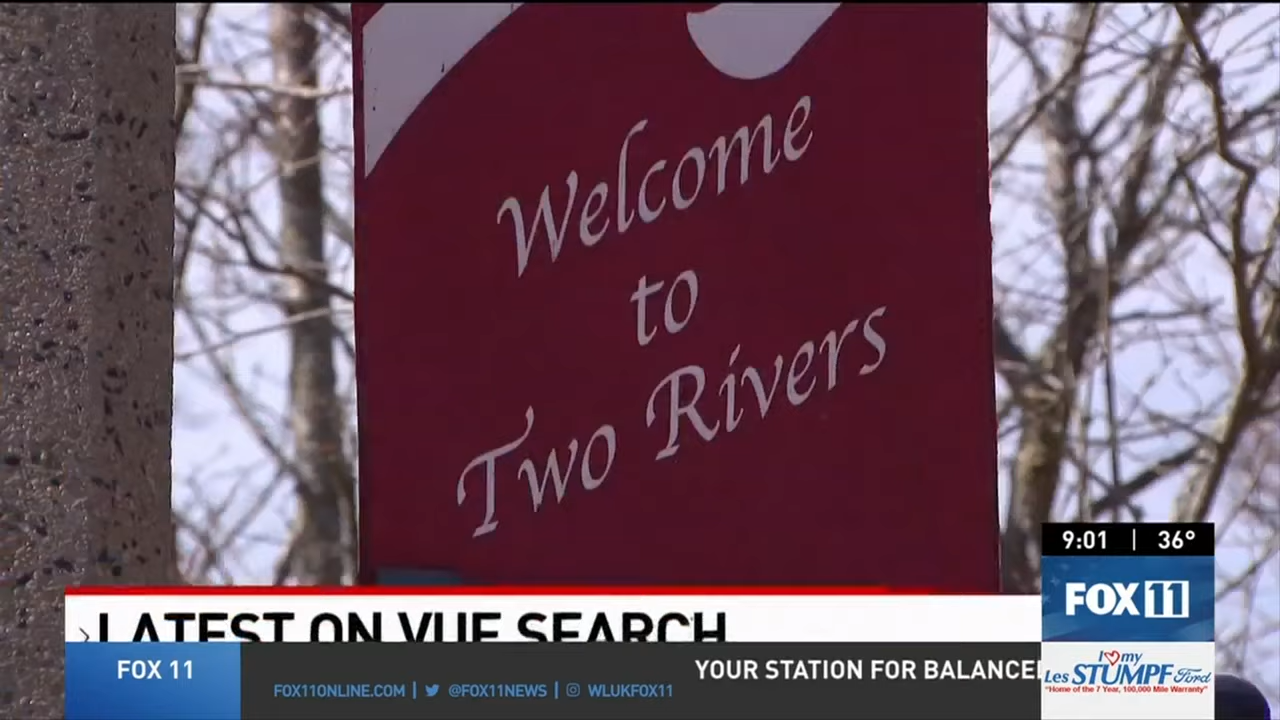 Welcome
to
Two Rivers
9:01 | 36°
FOX 11
LATEST ON VUE SEARCH
FOX 11
YOUR STATION FOR BALANCE
FOX11ONLINE.COM | @FOX11NEWS | WLUKFOX11
I my
Les STUMPF Ford
"Home of the 7 Year, 100,000 Mile Warranty"